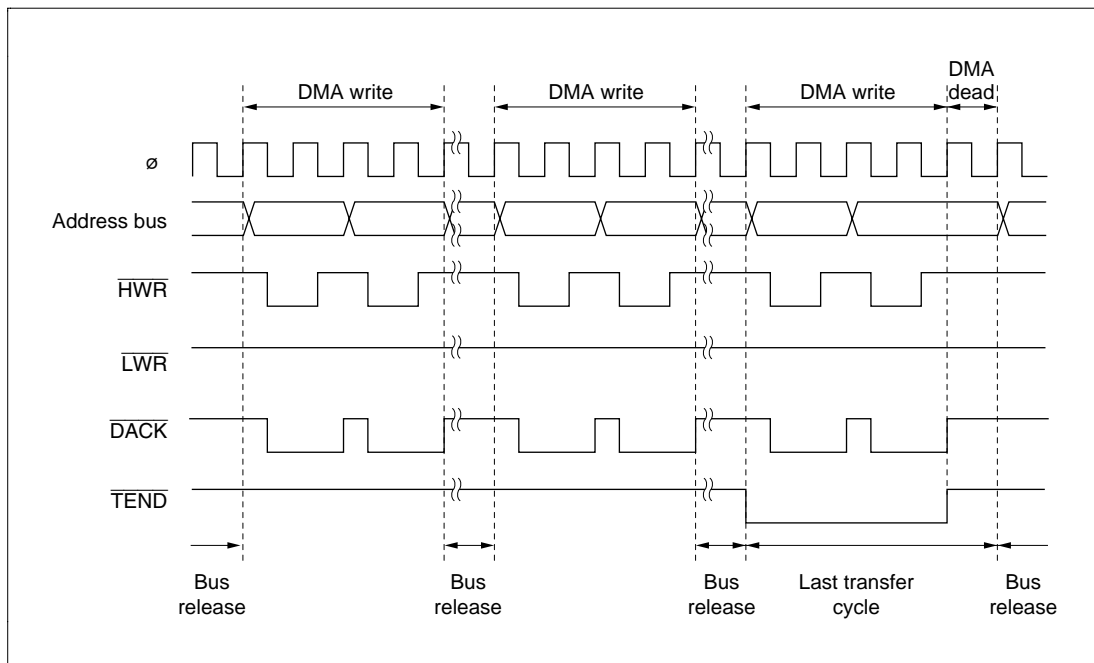 DMA
dead
DMA write
DMA write
DMA write
ø
Address bus
HWR
LWR
DACK
TEND
Bus
release
Bus
release
Bus
release
Last transfer
cycle
Bus
release